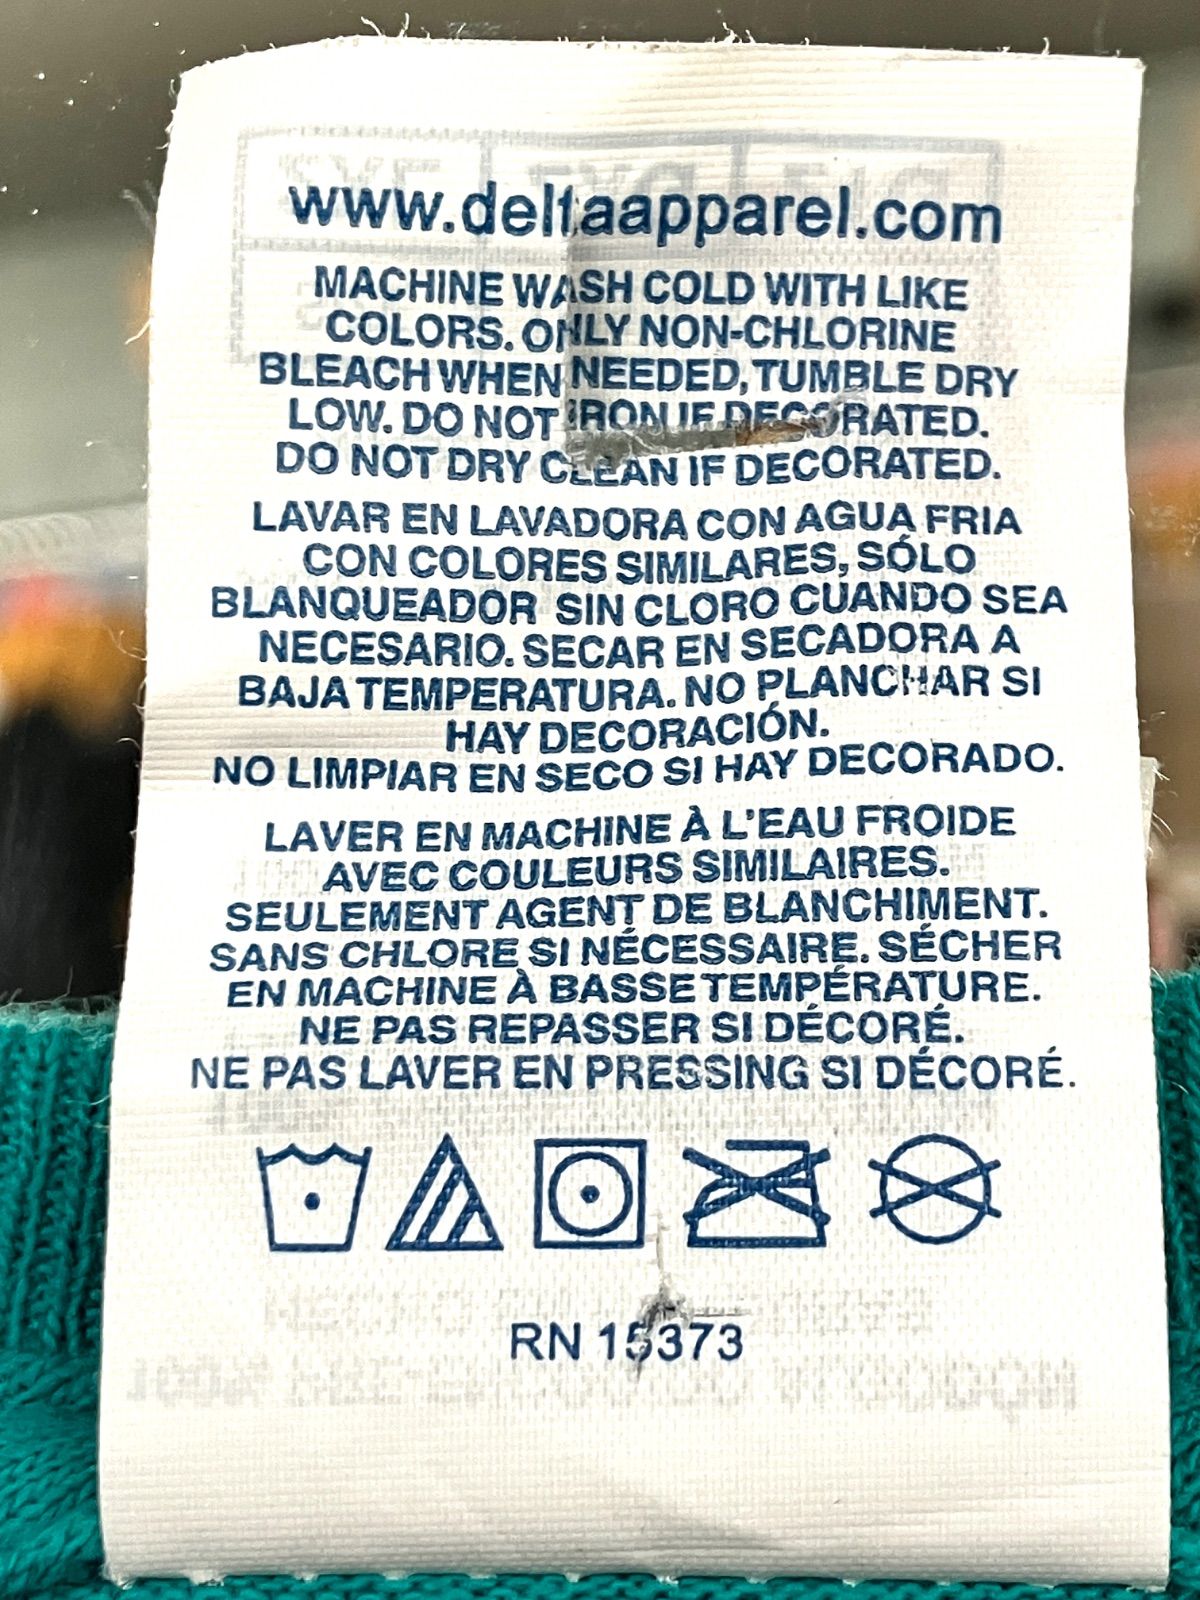 www.deltaapparel.com
MACHINE WASH COLD WITH LIKE
COLORS. ONLY NON-CHLORINE
BLEACH WHEN NEEDED, TUMBLE DRY
LOW. DO NOT IRON IF DECORATED.
DO NOT DRY CLEAN IF DECORATED.
LAVAR EN LAVADORA CON AGUA FRIA
CON COLORES SIMILARES, SÓLO
BLANQUEADOR SIN CLORO CUANDO SEA
NECESARIO. SECAR EN SECADORA A
BAJA TEMPERATURA. NO PLANCHAR SI
HAY DECORACIÓN.
NO LIMPIAR EN SECO SI HAY DECORADO.
LAVER EN MACHINE À L'EAU FROIDE
AVEC COULEURS SIMILAIRES.
SEULEMENT AGENT DE BLANCHIMENT.
SANS CHLORE SI NÉCESSAIRE. SÉCHER
EN MACHINE À BASSE TEMPÉRATURE.
NE PAS REPASSER SI DÉCORÉ.
NE PAS LAVER EN PRESSING SI DÉCORÉ.
RN 15373